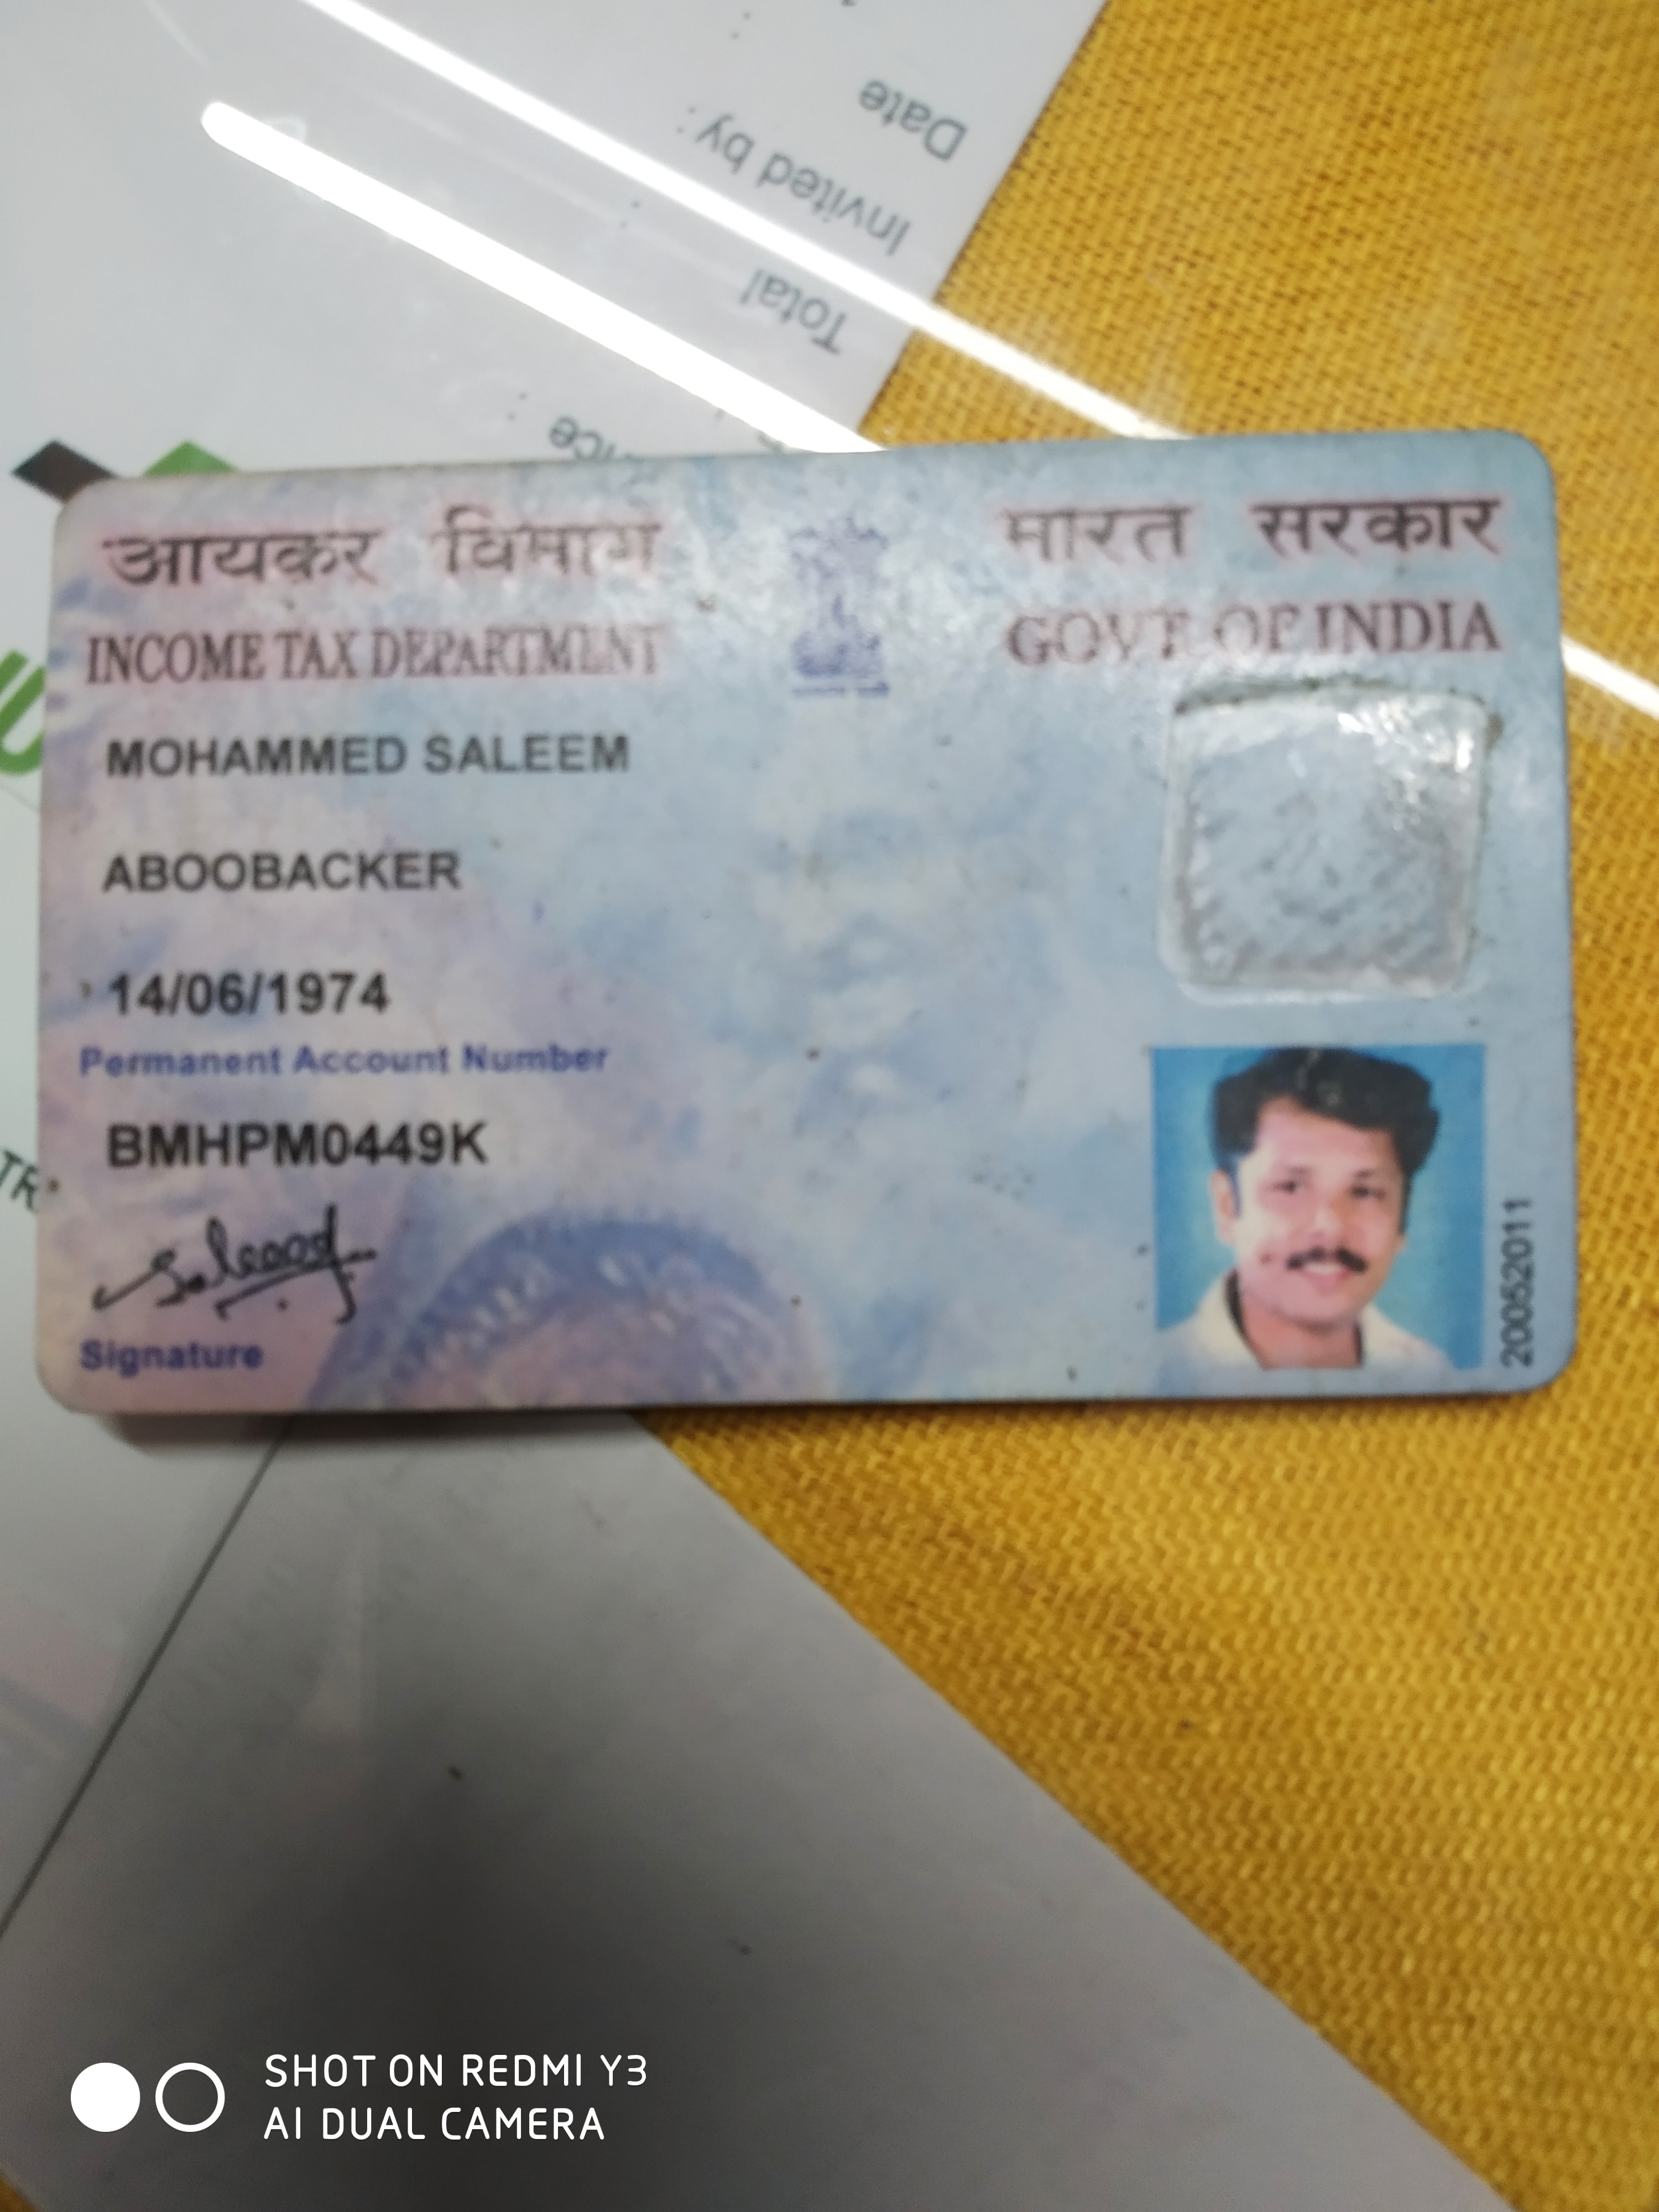 Date
Invited by :
Total :
आयकर विभाग भारत सरकार
INCOME TAX DEPARTMENT GOVT. OF INDIA
MOHAMMED SALEEM
ABOOBACKER
14/06/1974
Permanent Account Number
BMHPM0449K
Signature
20052011
SHOT ON REDMI Y3
AI DUAL CAMERA